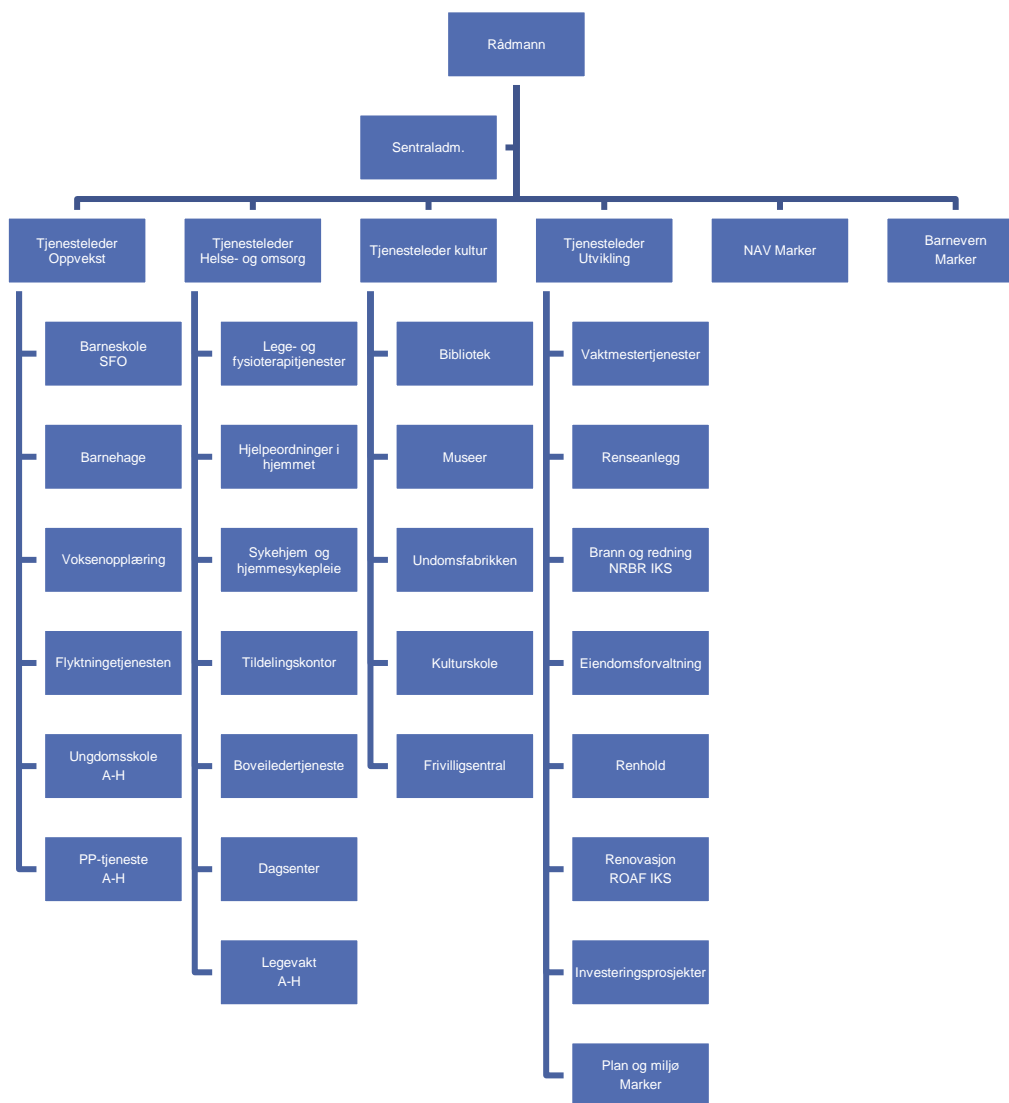 Rådmann
Sentraladm.
Tjenesteleder
Oppvekst
Tjenesteleder
Helse- og omsorg
Tjenesteleder kultur
Tjenesteleder
Utvikling
NAV Marker
Barnevern
Marker
Barneskole
SFO
Barnehage
Voksenopplæring
Flyktningetjenesten
Ungdomsskole
A-H
PP-tjeneste
A-H
Lege- og
fysioterapitjenester
Hjelpeordninger i
hjemmet
Sykehjem og
hjemmesykepleie
Tildelingskontor
Boveiledertjeneste
Dagsenter
Legevakt
A-H
Bibliotek
Museer
Undomsfabrikken
Kulturskole
Frivilligsentral
Vaktmestertjenester
Renseanlegg
Brann og redning
NRBR IKS
Eiendomsforvaltning
Renhold
Renovasjon
ROAF IKS
Investeringsprosjekter
Plan og miljø
Marker